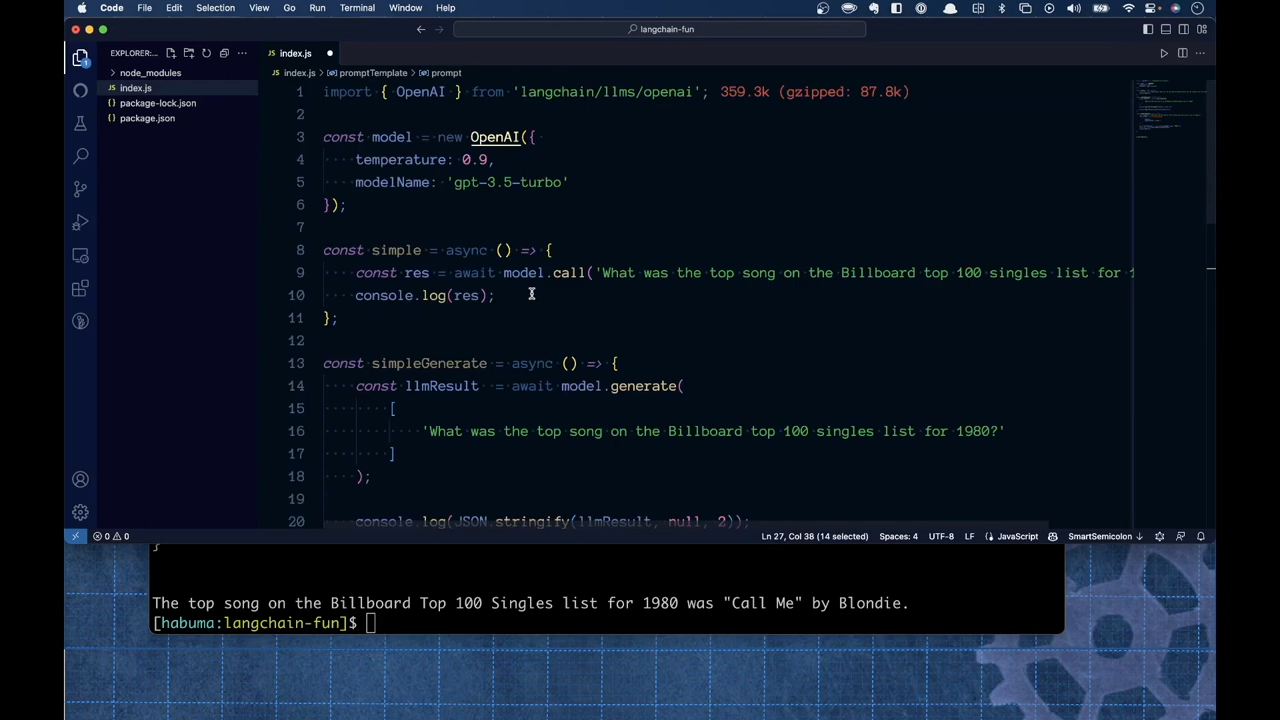 Code File Edit Selection View Go Run Terminal Window Help
langchain-fun
EXPLORER:...
index.js
index.js > promptTemplate > prompt
node_modules
index.js
package-lock.json
package.json
1
1 import { OpenAI } from 'langchain/llms/openai'; 359.3k (gzipped: 87.8k)
2
3 const model = new OpenAI({
4 temperature: 0.9,
5 modelName: 'gpt-3.5-turbo'
6 });
7
8 const simple = async () => {
9 const res = await model.call('What was the top song on the Billboard top 100 singles list for 1
10 console.log(res);
11 };
12
13 const simpleGenerate = async () => {
14 const llmResult = await model.generate(
15 [
16 'What was the top song on the Billboard top 100 singles list for 1980?'
17 ]
18 );
19
20 console.log(JSON.stringify(llmResult, null, 2));
0 0 Ln 27, Col 38 (14 selected) Spaces: 4 UTF-8 LF JavaScript SmartSemicolon ↓
}
The top song on the Billboard Top 100 Singles list for 1980 was "Call Me" by Blondie.
[habuma:langchain-fun]$